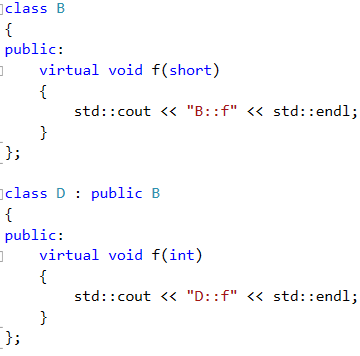 class B
{
public:
    virtual void f(short)
    {
        std::cout << "B::f" << std::endl;
    }
};

class D : public B
{
public:
    virtual void f(int)
    {
        std::cout << "D::f" << std::endl;
    }
};